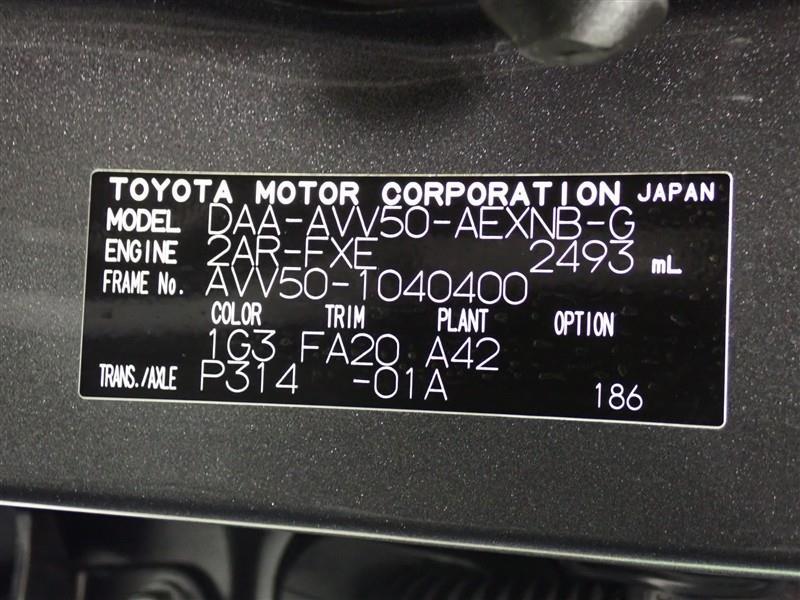 TOYOTA MOTOR CORPORATION JAPAN
MODEL DAA-AVV50-AEXNB-G
ENGINE 2AR-FXE 2493 mL
FRAME No. AVV50-1040400
COLOR TRIM PLANT OPTION
1G3 FA20 A42
TRANS./AXLE P314 -01A 186